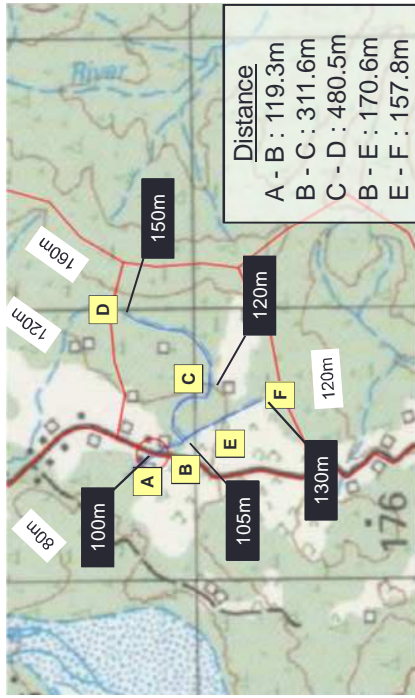 River
160m
120m
150m
D
C
120m
A
B
E
F
120m
100m
105m
130m
80m
176
Distance
A - B : 119.3m
B - C : 311.6m
C - D : 480.5m
B - E : 170.6m
E - F : 157.8m